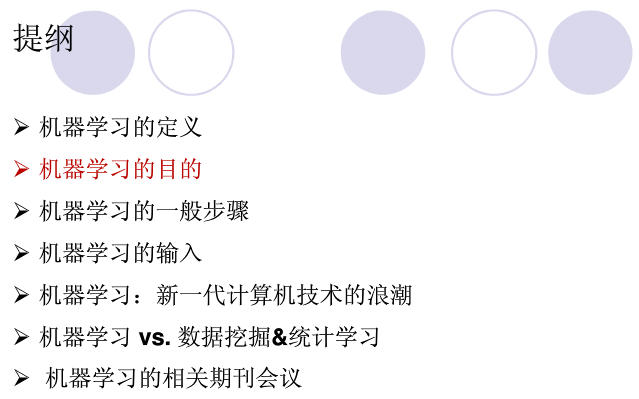 提纲
机器学习的定义
机器学习的目的
机器学习的一般步骤
机器学习的输入
机器学习：新一代计算机技术的浪潮
机器学习 vs. 数据挖掘&统计学习
机器学习的相关期刊会议